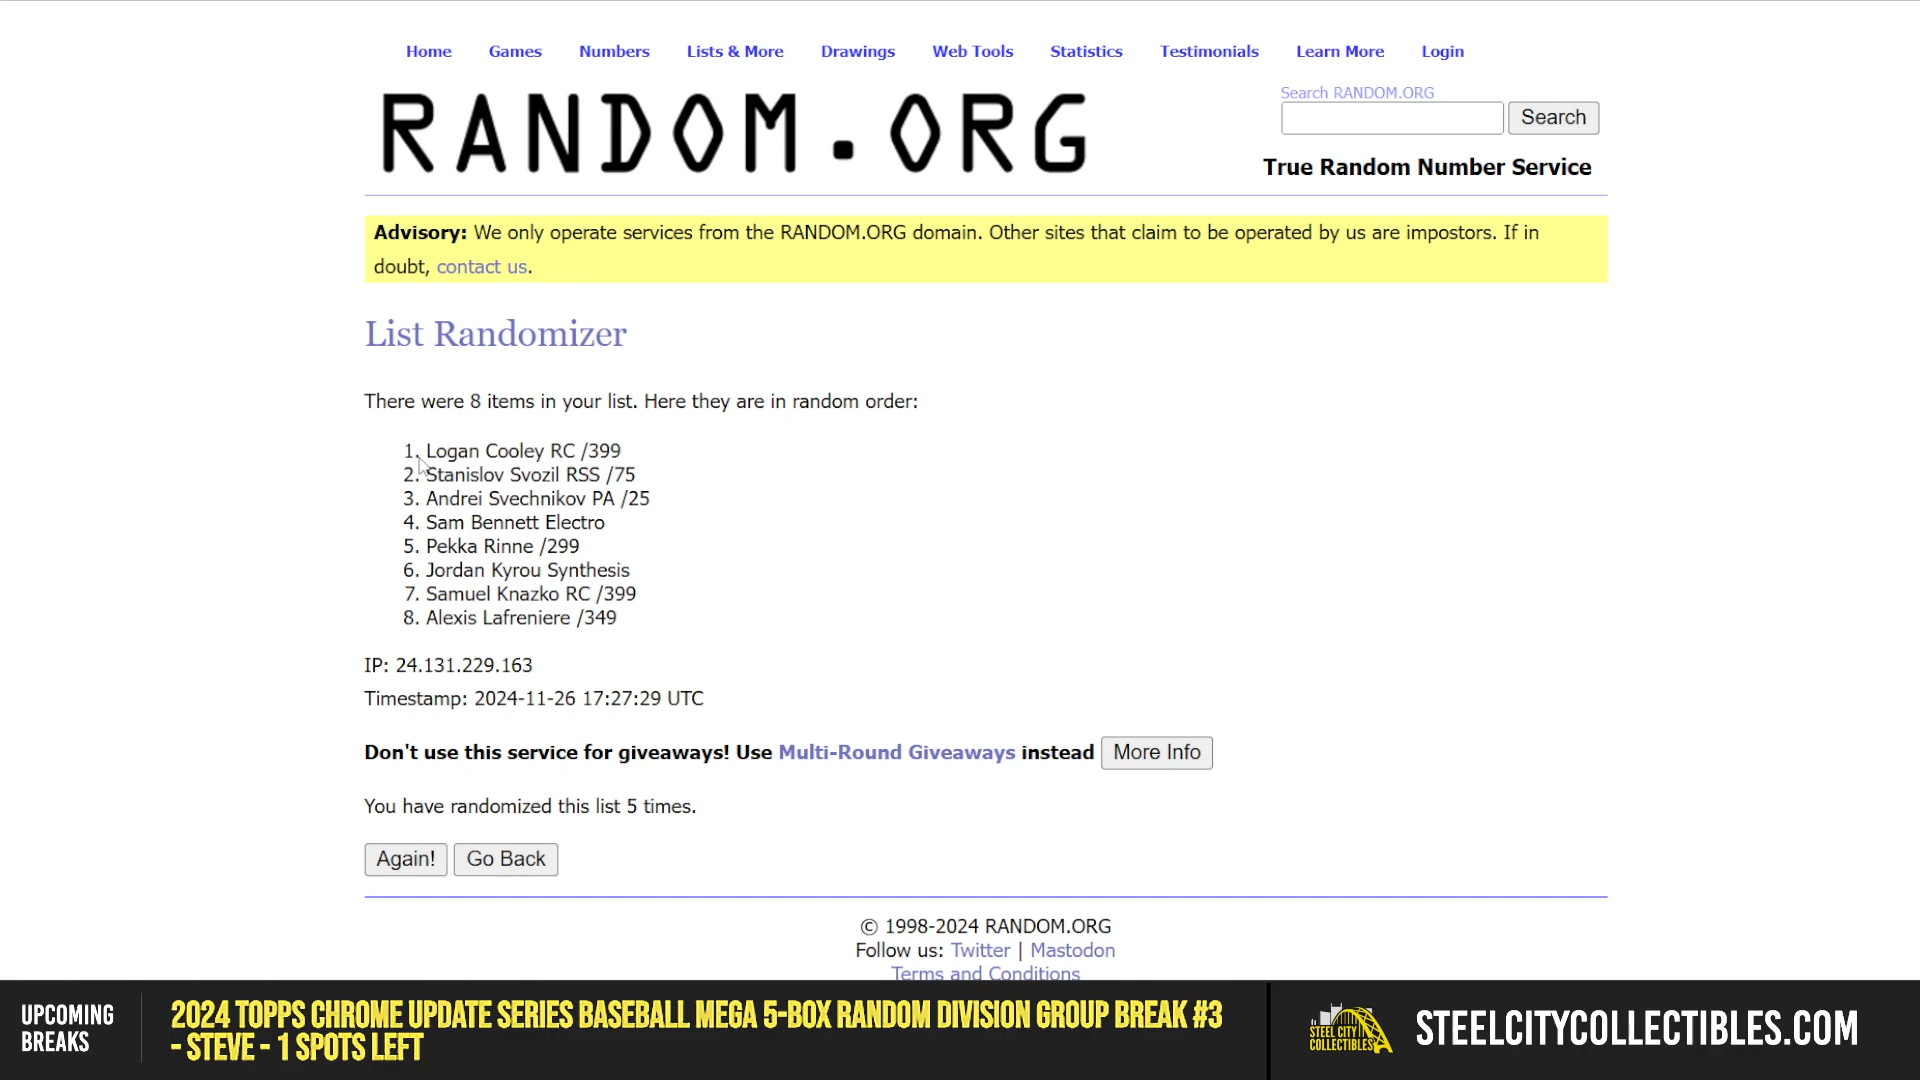 Home Games Numbers Lists & More Drawings Web Tools Statistics Testimonials Learn More Login
RANDOM.ORG
Search RANDOM.ORG
Search
True Random Number Service
Advisory: We only operate services from the RANDOM.ORG domain. Other sites that claim to be operated by us are impostors. If in
doubt, contact us.
List Randomizer
There were 8 items in your list. Here they are in random order:
1. Logan Cooley RC /399
2. Stanislov Svozil RSS /75
3. Andrei Svechnikov PA /25
4. Sam Bennett Electro
5. Pekka Rinne /299
6. Jordan Kyrou Synthesis
7. Samuel Knazko RC /399
8. Alexis Lafreniere /349
IP: 24.131.229.163
Timestamp: 2024-11-26 17:27:29 UTC
Don't use this service for giveaways! Use Multi-Round Giveaways instead More Info
You have randomized this list 5 times.
Again! Go Back
© 1998-2024 RANDOM.ORG
Follow us: Twitter | Mastodon
Terms and Conditions
UPCOMING
BREAKS
2024 TOPPS CHROME UPDATE SERIES BASEBALL MEGA 5-BOX RANDOM DIVISION GROUP BREAK #3
- STEVE - 1 SPOTS LEFT
STEEL CITY
COLLECTIBLES
STEELCITYCOLLECTIBLES.COM